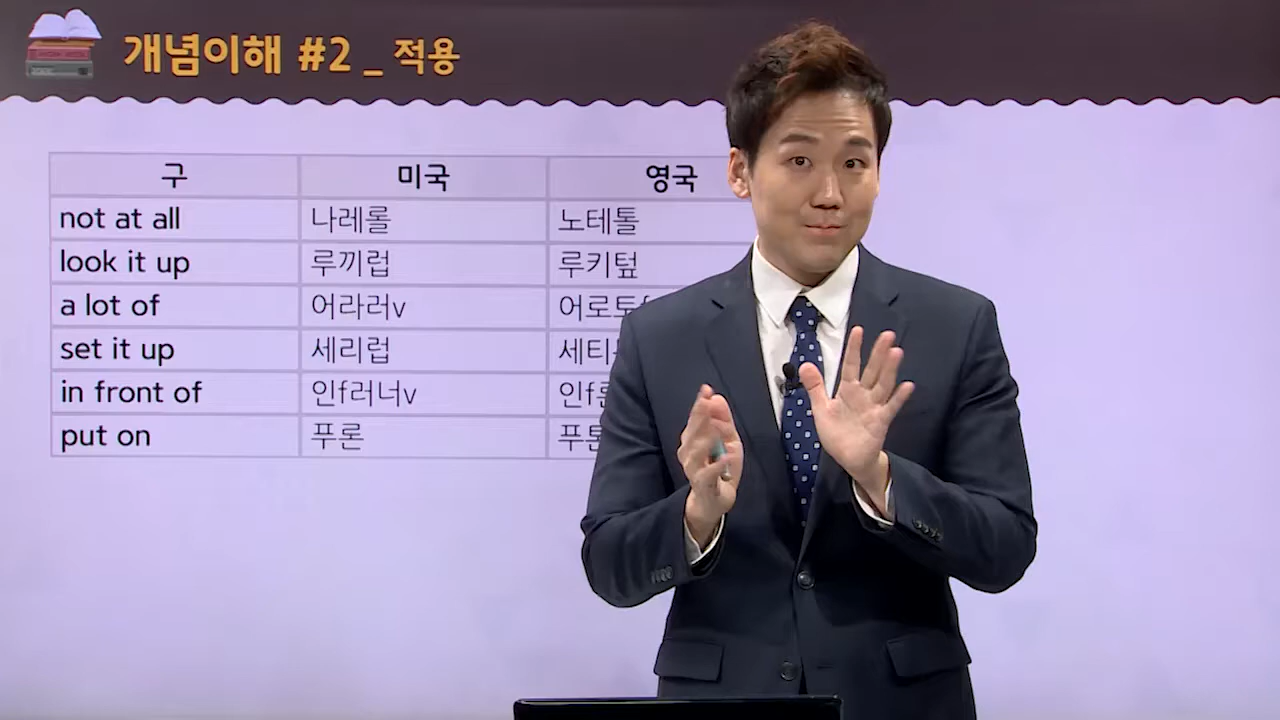 개념이해 #2 _ 적용
구 미국 영국
not at all 나레롤 노테톨
look it up 루끼럽 루키텊
a lot of 어라러v
set it up 세리럽
in front of 인f러너v
put on 푸론